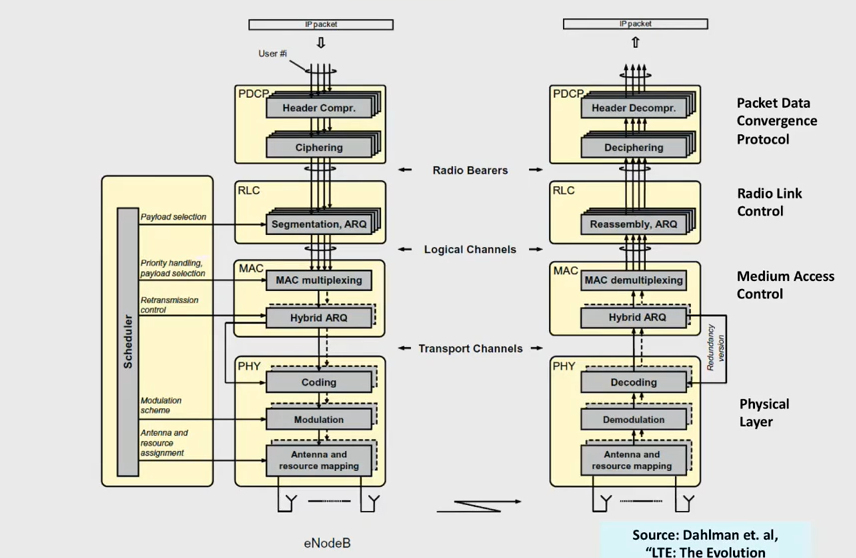 IP packet
IP packet
User #i
PDCP
Header Compr.
Ciphering
PDCP
Header Decompr.
Deciphering
Packet Data
Convergence
Protocol
Radio Bearers
RLC
Segmentation, ARQ
RLC
Reassembly, ARQ
Radio Link
Control
Logical Channels
Scheduler
Payload selection
Priority handling,
payload selection
Retransmission
control
Modulation
scheme
Antenna and
resource
assignment
MAC
MAC multiplexing
Hybrid ARQ
MAC
MAC demultiplexing
Hybrid ARQ
Redundancy
version
Medium Access
Control
Transport Channels
PHY
Coding
Modulation
Antenna and
resource mapping
PHY
Decoding
Demodulation
Antenna and
resource mapping
Physical
Layer
eNodeB
Source: Dahlman et. al,
“LTE: The Evolution